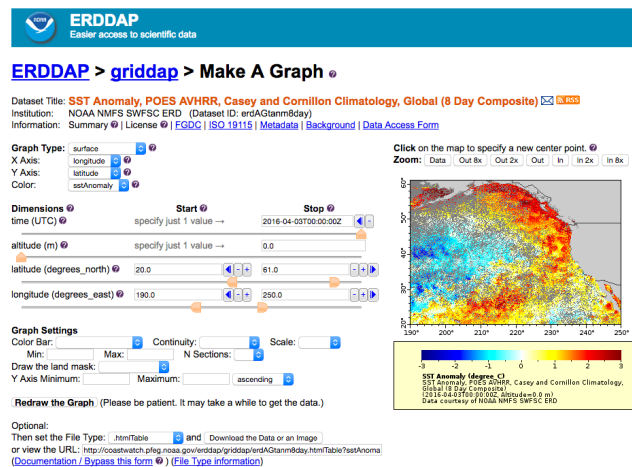 NOAA
ERDDAP
Easier access to scientific data
ERDDAP > griddap > Make A Graph ?
Dataset Title: SST Anomaly, POES AVHRR, Casey and Cornillon Climatology, Global (8 Day Composite) RSS
Institution: NOAA NMFS SWFSC ERD (Dataset ID: erdAGtanm8day)
Information: Summary ? | License ? | FGDC | ISO 19115 | Metadata | Background | Data Access Form
Graph Type: surface ?
X Axis: longitude ?
Y Axis: latitude ?
Color: sstAnomaly ?
Dimensions ? Start ? Stop ?
time (UTC) ? specify just 1 value → 2016-04-03T00:00:00Z -
altitude (m) ? specify just 1 value → 0.0
latitude (degrees_north) ? 20.0 - + 61.0 - +
longitude (degrees_east) ? 190.0 - + 250.0 - +
Graph Settings
Color Bar: Continuity: Scale:
Min: Max: N Sections:
Draw the land mask:
Y Axis Minimum: Maximum: ascending
Redraw the Graph (Please be patient. It may take a while to get the data.)
Optional:
Then set the File Type: .htmlTable and Download the Data or an Image
or view the URL: http://coastwatch.pfeg.noaa.gov/erddap/griddap/erdAGtanm8day.htmlTable?sstAnoma
(Documentation / Bypass this form ? ) (File Type information)
Click on the map to specify a new center point. ?
Zoom: Data Out 8x Out 2x Out In In 2x In 8x
60°
50°
40°
30°
20°
190° 200° 210° 220° 230° 240° 250°
-3 -2 -1 0 1 2 3
SST Anomaly (degree_C)
SST Anomaly, POES AVHRR, Casey and Cornillon Climatology,
Global (8 Day Composite)
(2016-04-03T00:00:00Z, Altitude=0.0 m)
Data courtesy of NOAA NMFS SWFSC ERD